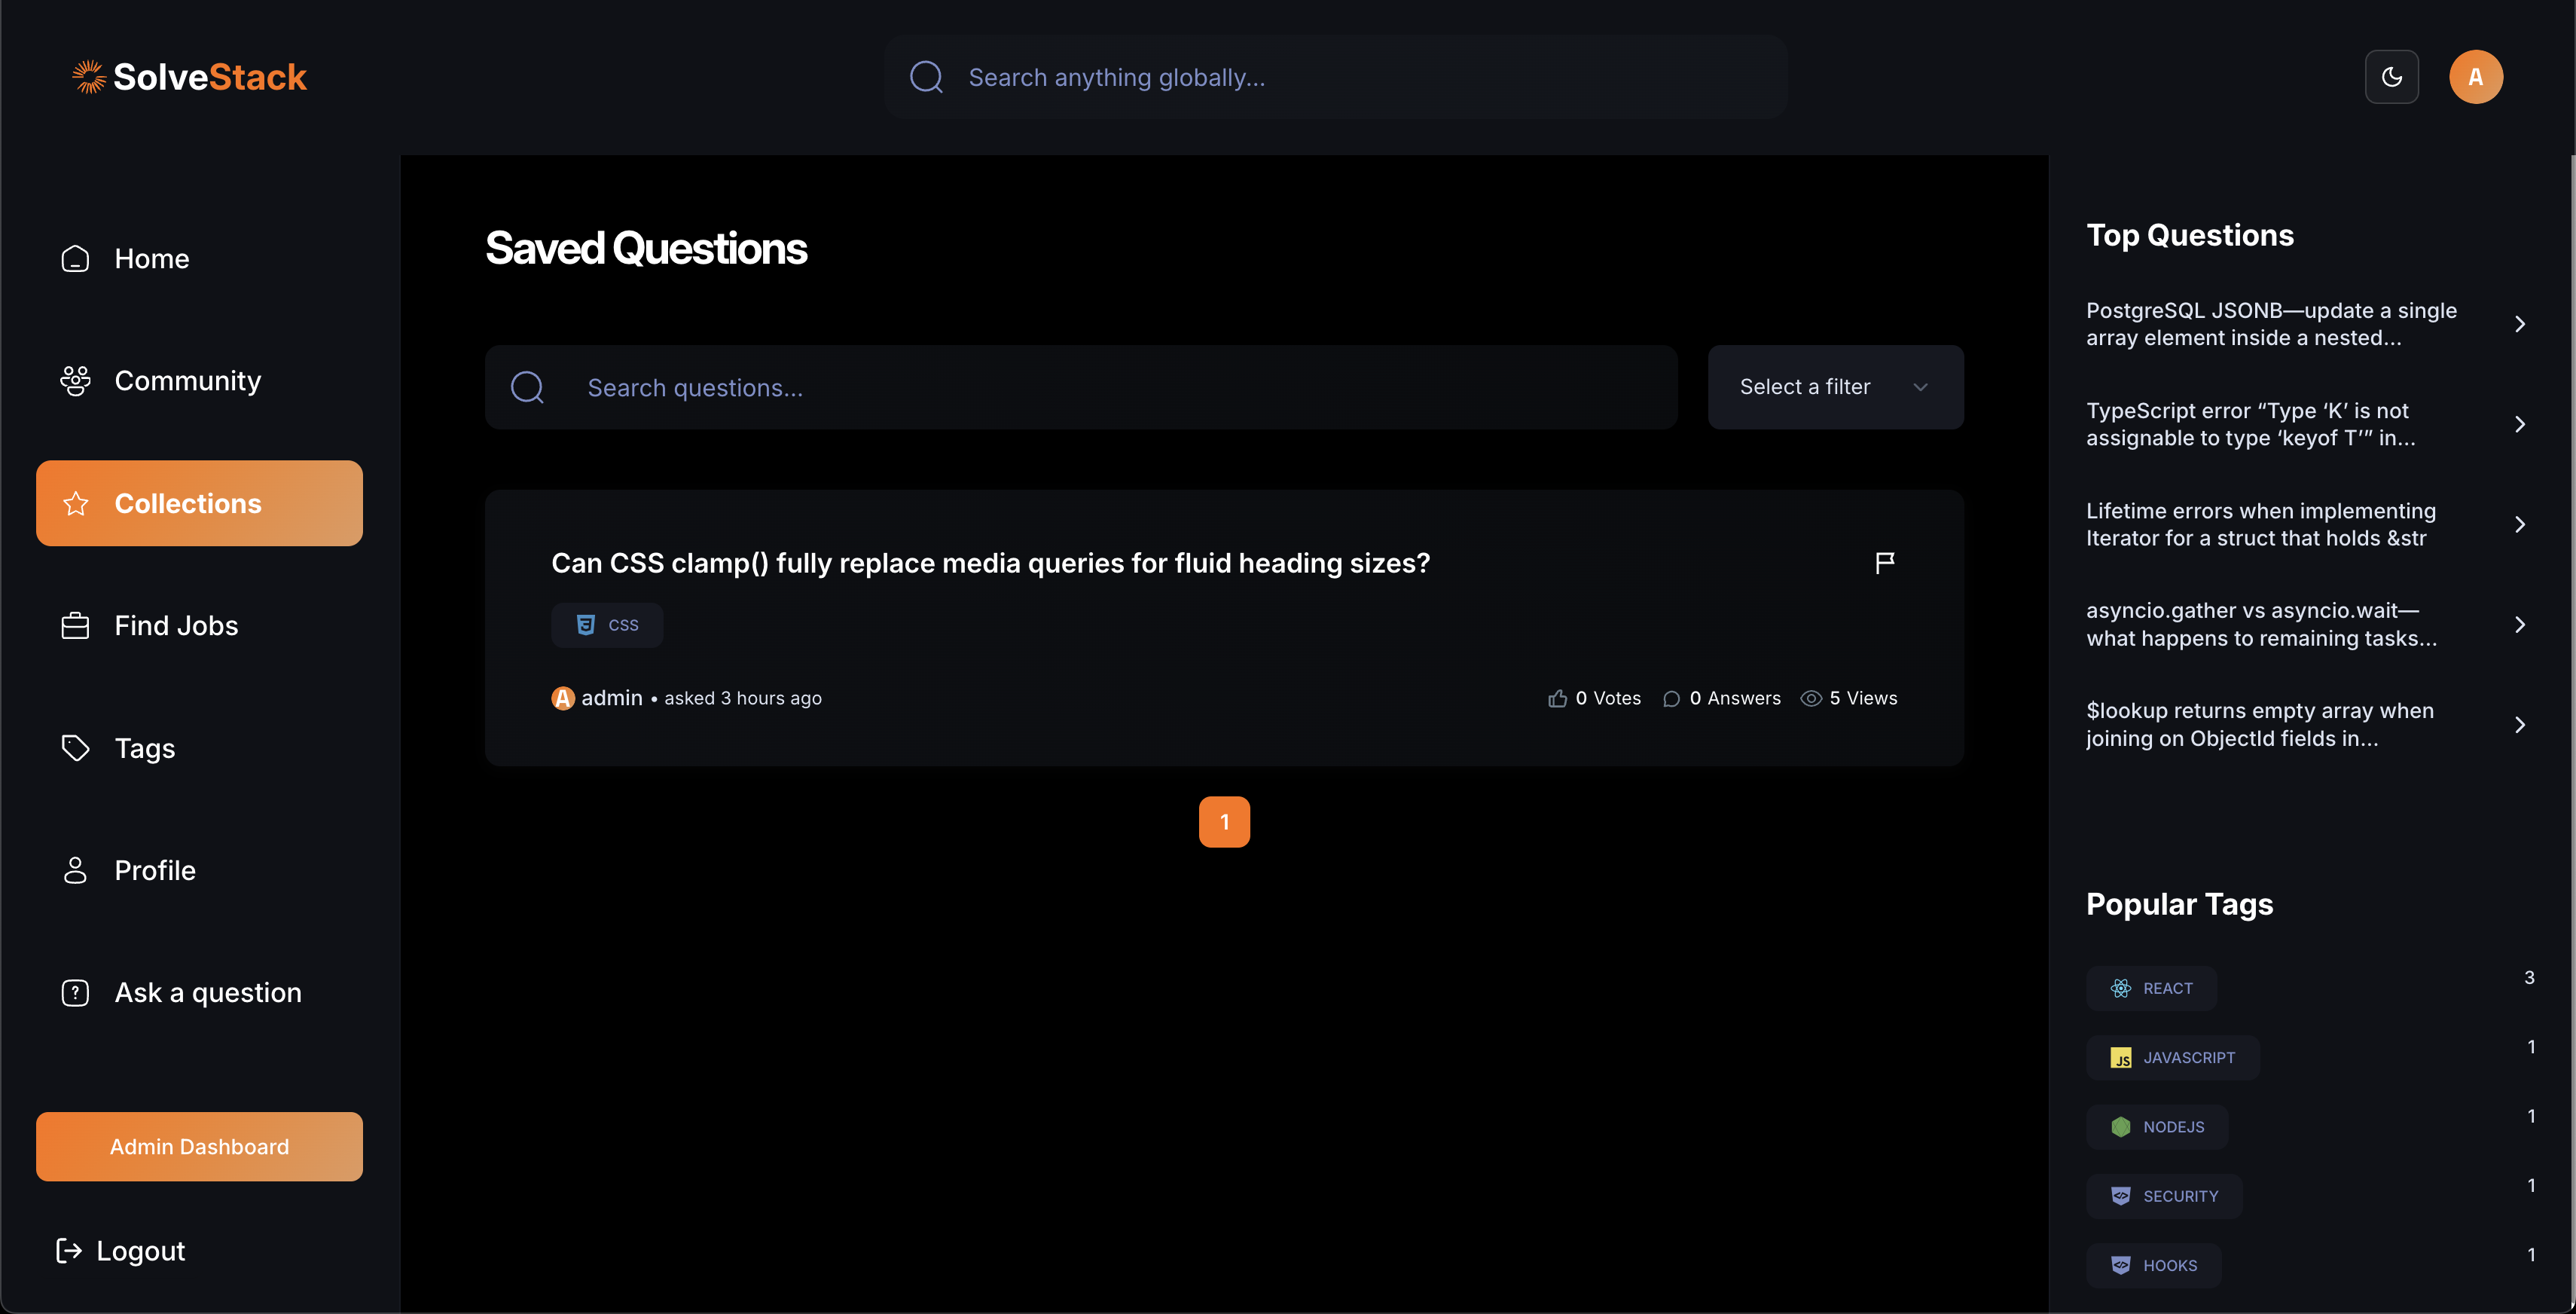 SolveStack
Search anything globally...
A
Home
Community
Collections
Find Jobs
Tags
Profile
Ask a question
Admin Dashboard
Logout
Saved Questions
Search questions...
Select a filter
Can CSS clamp() fully replace media queries for fluid heading sizes?
CSS
A admin • asked 3 hours ago
0 Votes 0 Answers 5 Views
1
Top Questions
PostgreSQL JSONB—update a single
array element inside a nested...
TypeScript error “Type ‘K’ is not
assignable to type ‘keyof T’” in...
Lifetime errors when implementing
Iterator for a struct that holds &str
asyncio.gather vs asyncio.wait—
what happens to remaining tasks...
$lookup returns empty array when
joining on ObjectId fields in...
Popular Tags
REACT 3
JS JAVASCRIPT 1
NODEJS 1
SECURITY 1
HOOKS 1